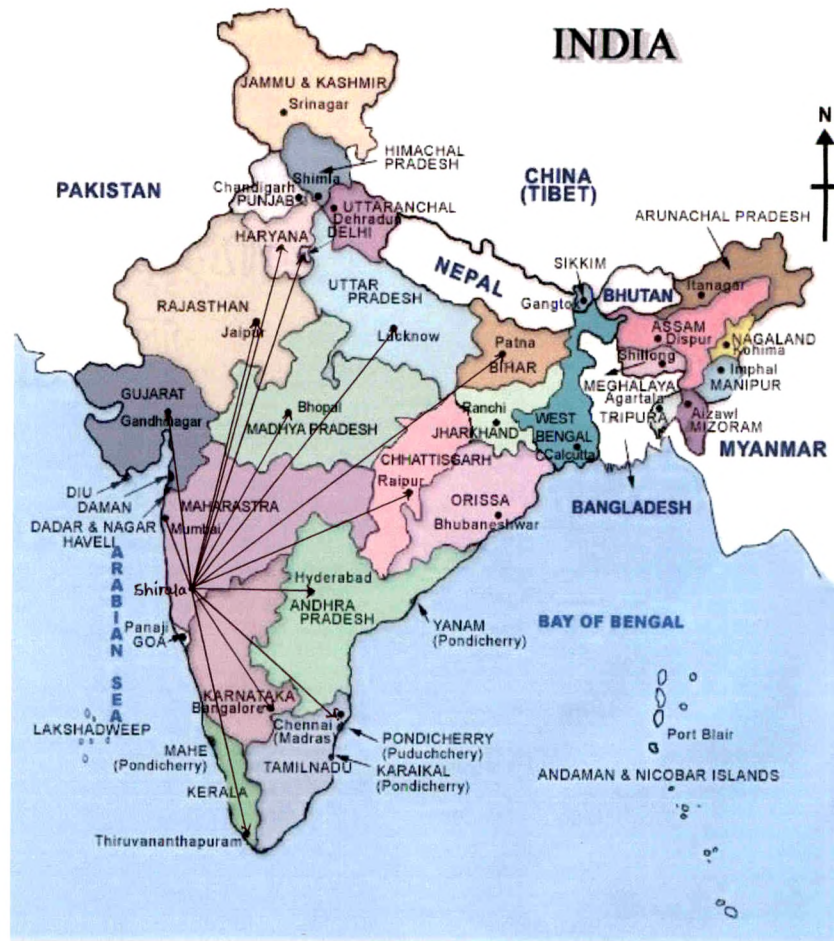 INDIA
JAMMU & KASHMIR
Srinagar
N
HIMACHAL
PRADESH
CHINA
(TIBET)
PAKISTAN
Shimla
Chandigarh
PUNJAB
UTTARANCHAL
Dehradun
DELHI
HARYANA
ARUNACHAL PRADESH
NEPAL
SIKKIM
BHUTAN
Itanagar
Gangtok
UTTAR
PRADESH
RAJASTHAN
Jaipur
Lucknow
Patna
BIHAR
ASSAM
Dispur
NAGALAND
Kohima
Shillong
Imphal
MANIPUR
MEGHALAYA
Agartala
TRIPURA
Aizawl
MIZORAM
MYANMAR
GUJARAT
Gandhnagar
Bhopal
MADHYA PRADESH
Ranchi
JHARKHAND
WEST
BENGAL
(Calcutta)
CHHATTISGARH
Raipur
DIU
DAMAN
DADAR & NAGAR
HAVELI
MAHARASTRA
Mumbai
ORISSA
Bhubaneshwar
BANGLADESH
ARABIAN SEA
Shirala
Hyderabad
ANDHRA
PRADESH
Panaji
GOA
YANAM
(Pondicherry)
BAY OF BENGAL
KARNATAKA
Bangalore
LAKSHADWEEP
MAHE
(Pondicherry)
Chennai
(Madras)
PONDICHERRY
(Puduchchery)
KARAIKAL
(Pondicherry)
TAMILNADU
Port Blair
ANDAMAN & NICOBAR ISLANDS
KERALA
Thiruvananthapuram